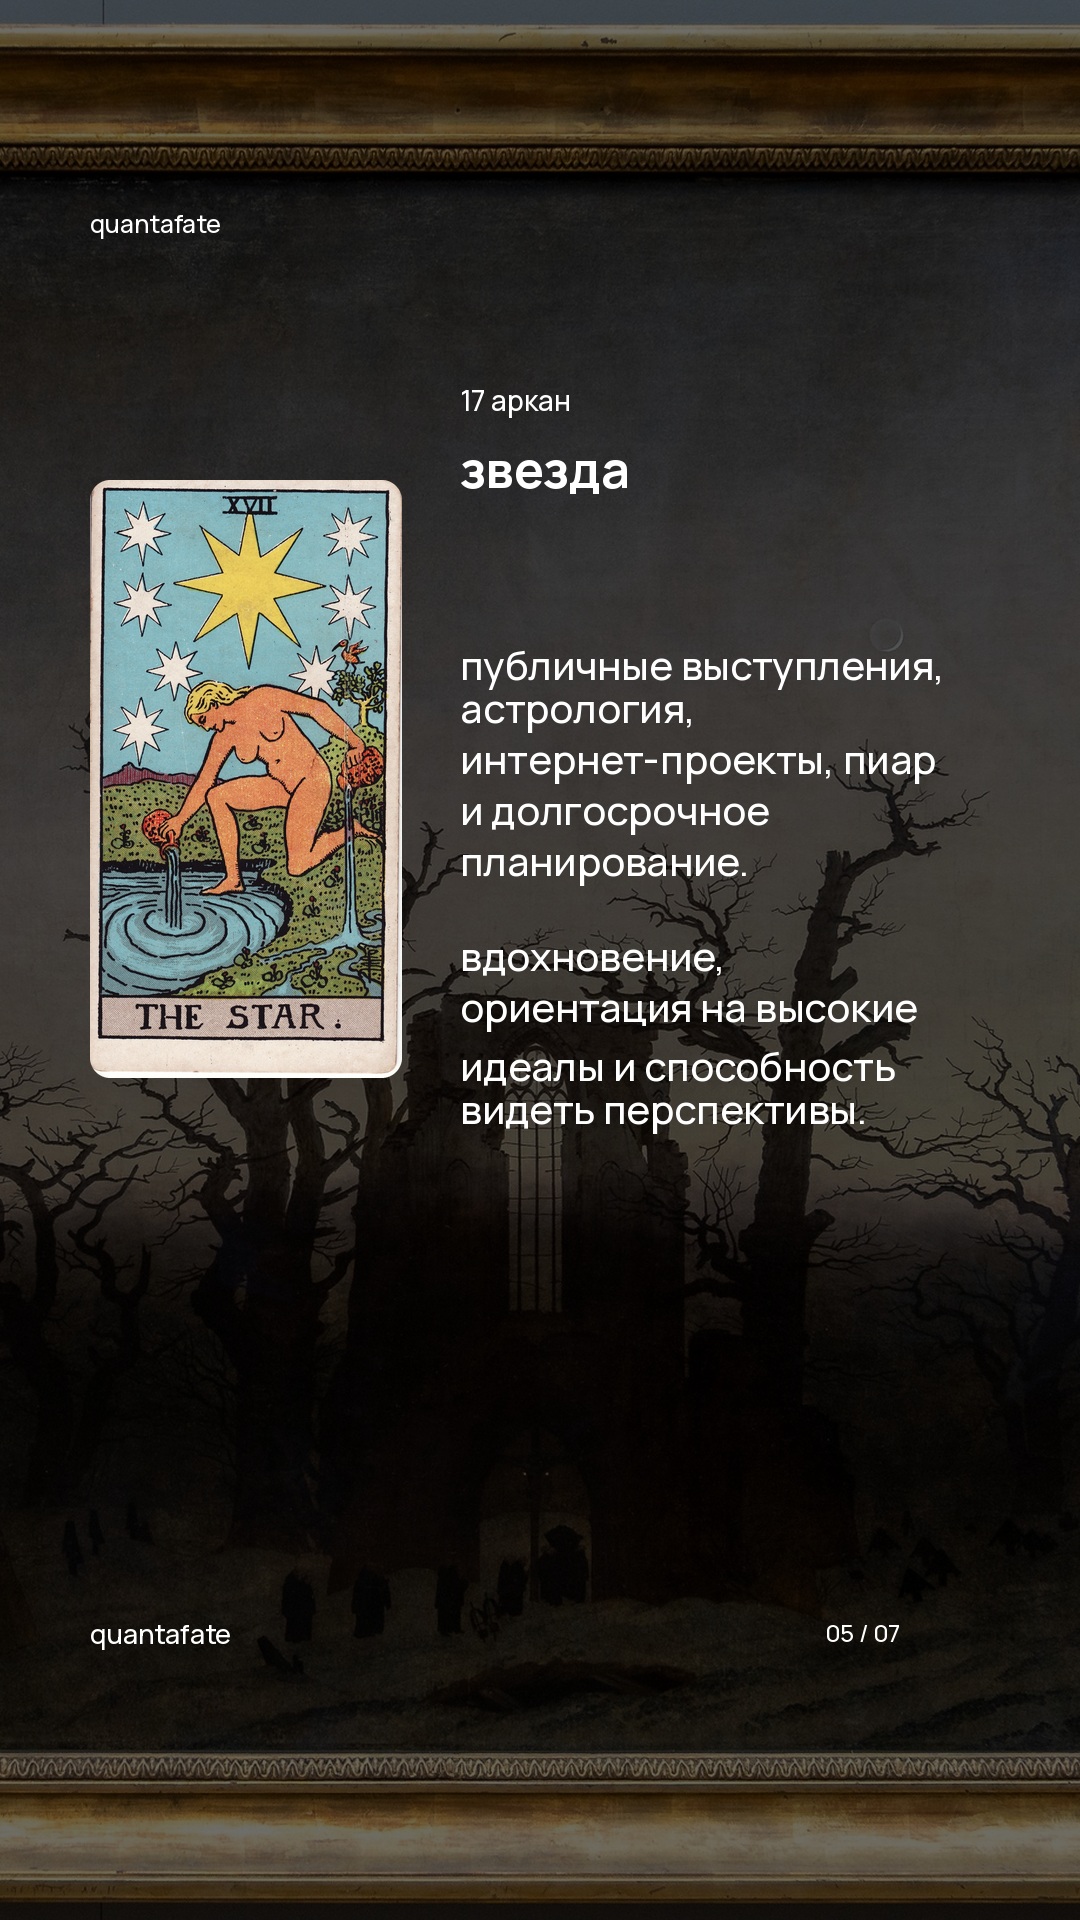 quantafate
17 аркан
звезда
XVII
THE STAR.
публичные выступления,
астрология,
интернет-проекты, пиар
и долгосрочное
планирование.
вдохновение,
ориентация на высокие
идеалы и способность
видеть перспективы.
quantafate
05 / 07